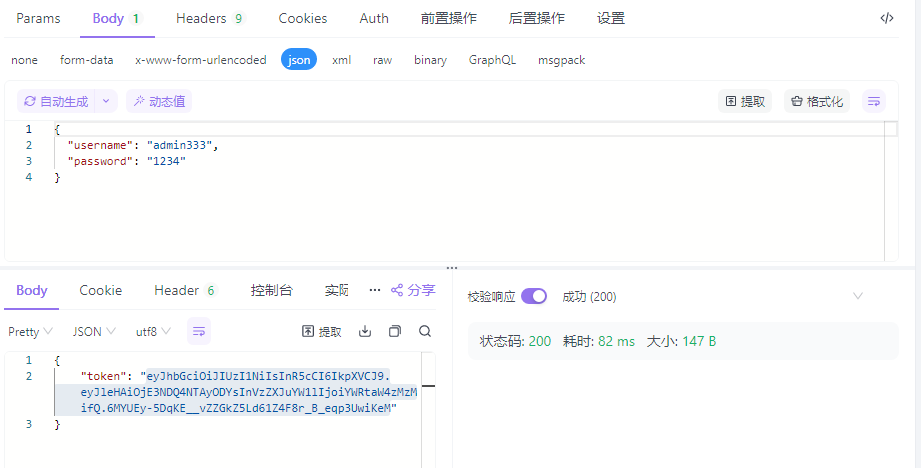 Params Body 1 Headers 9 Cookies Auth 前置操作 后置操作 设置
none form-data x-www-form-urlencoded json xml raw binary GraphQL msgpack
自动生成 动态值 提取 格式化
1 {
2 "username": "admin333",
3 "password": "1234"
4 }
Body Cookie Header 6 控制台 实际 ... 分享
Pretty JSON utf8 提取
1 {
2 "token": "eyJhbGciOiJIUzI1NiIsInR5cCI6IkpXVCJ9.
eyJleHAiOjE3NDQ4NTAyODYsInVzZXJuYW1lIjoiYWRtaW4zMzM
ifQ.6MYUEy-5DqKE__vZZGkZ5Ld61Z4F8r_B_eqp3UwiKeM"
3 }
校验响应 成功 (200)
状态码: 200 耗时: 82 ms 大小: 147 B